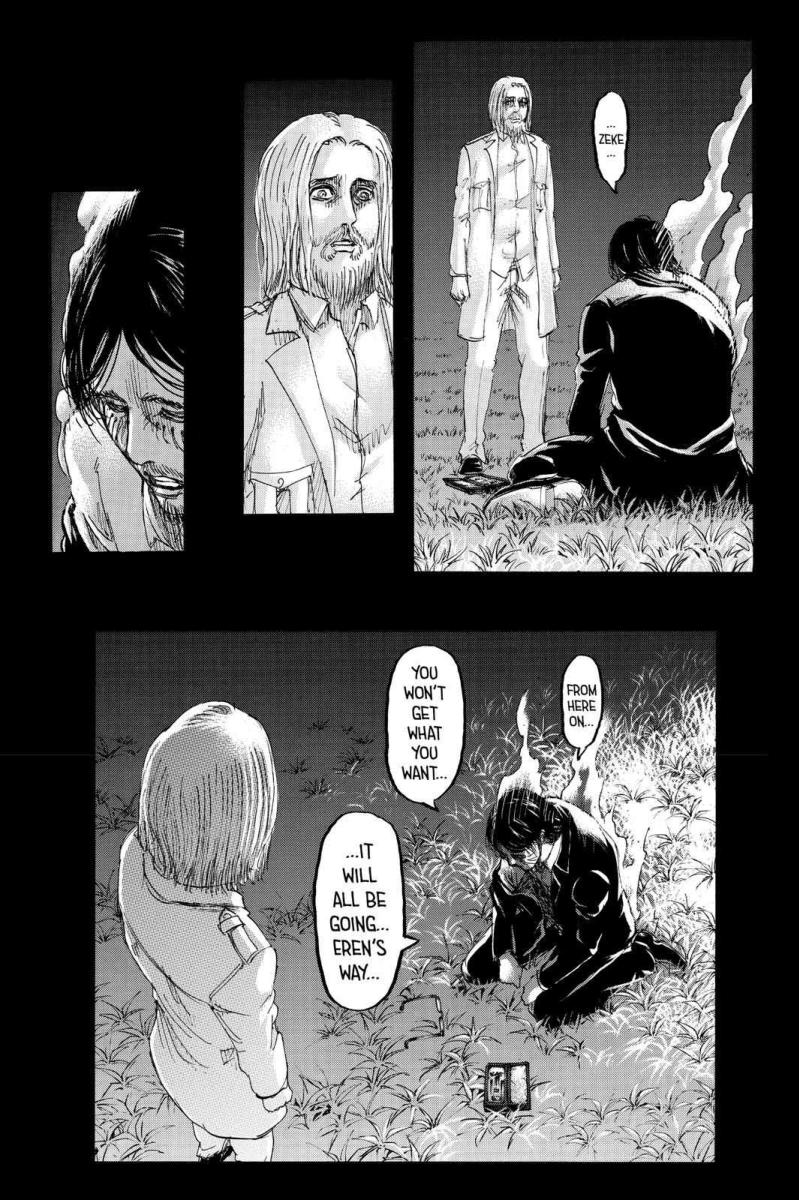 ...
ZEKE
...
FROM
HERE
ON...
YOU
WON'T
GET
WHAT
YOU
WANT...
...IT
WILL
ALL BE
GOING...
EREN'S
WAY...